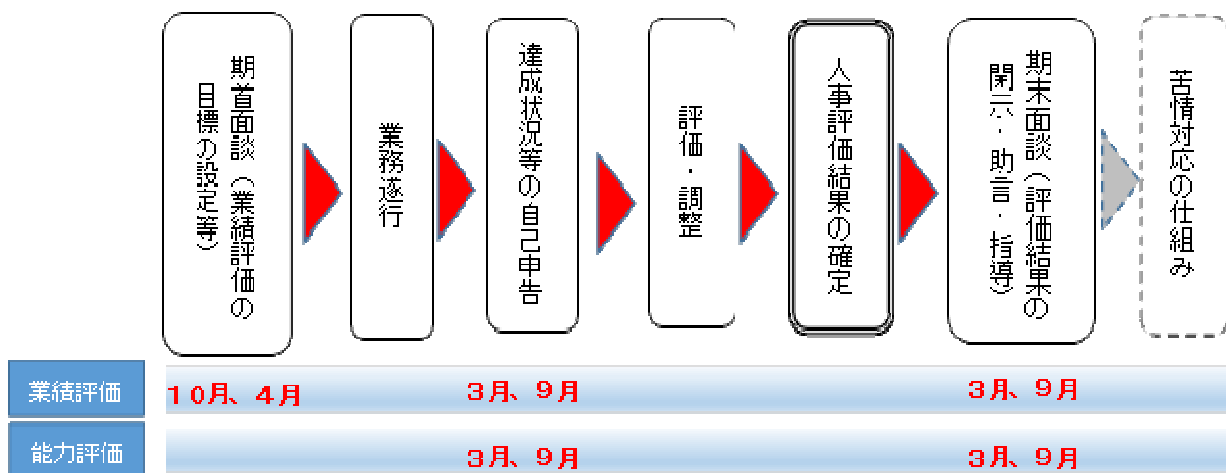 期首面談（業績評価の
目標の設定等）
業務遂行
達成状況等の自己申告
評価・調整
人事評価結果の確定
期末面談（評価結果の
開示・助言・指導）
苦情対応の仕組み
業績評価
１０月、４月
３月、９月
３月、９月
能力評価
３月、９月
３月、９月